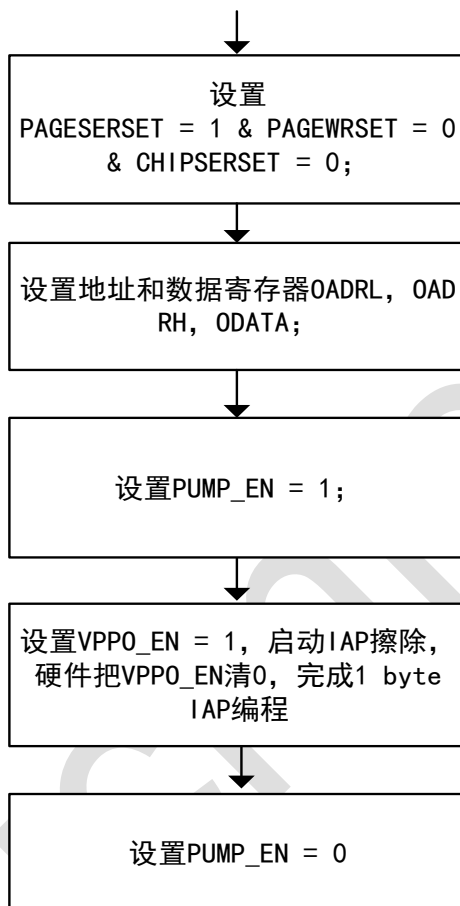 设置
PAGESERSET = 1 & PAGEWRSET = 0
& CHIPSERSET = 0;
设置地址和数据寄存器OADRL, OAD
RH, ODATA;
设置PUMP_EN = 1;
设置VPPO_EN = 1, 启动IAP擦除,
硬件把VPPO_EN清0, 完成1 byte
IAP编程
设置PUMP_EN = 0